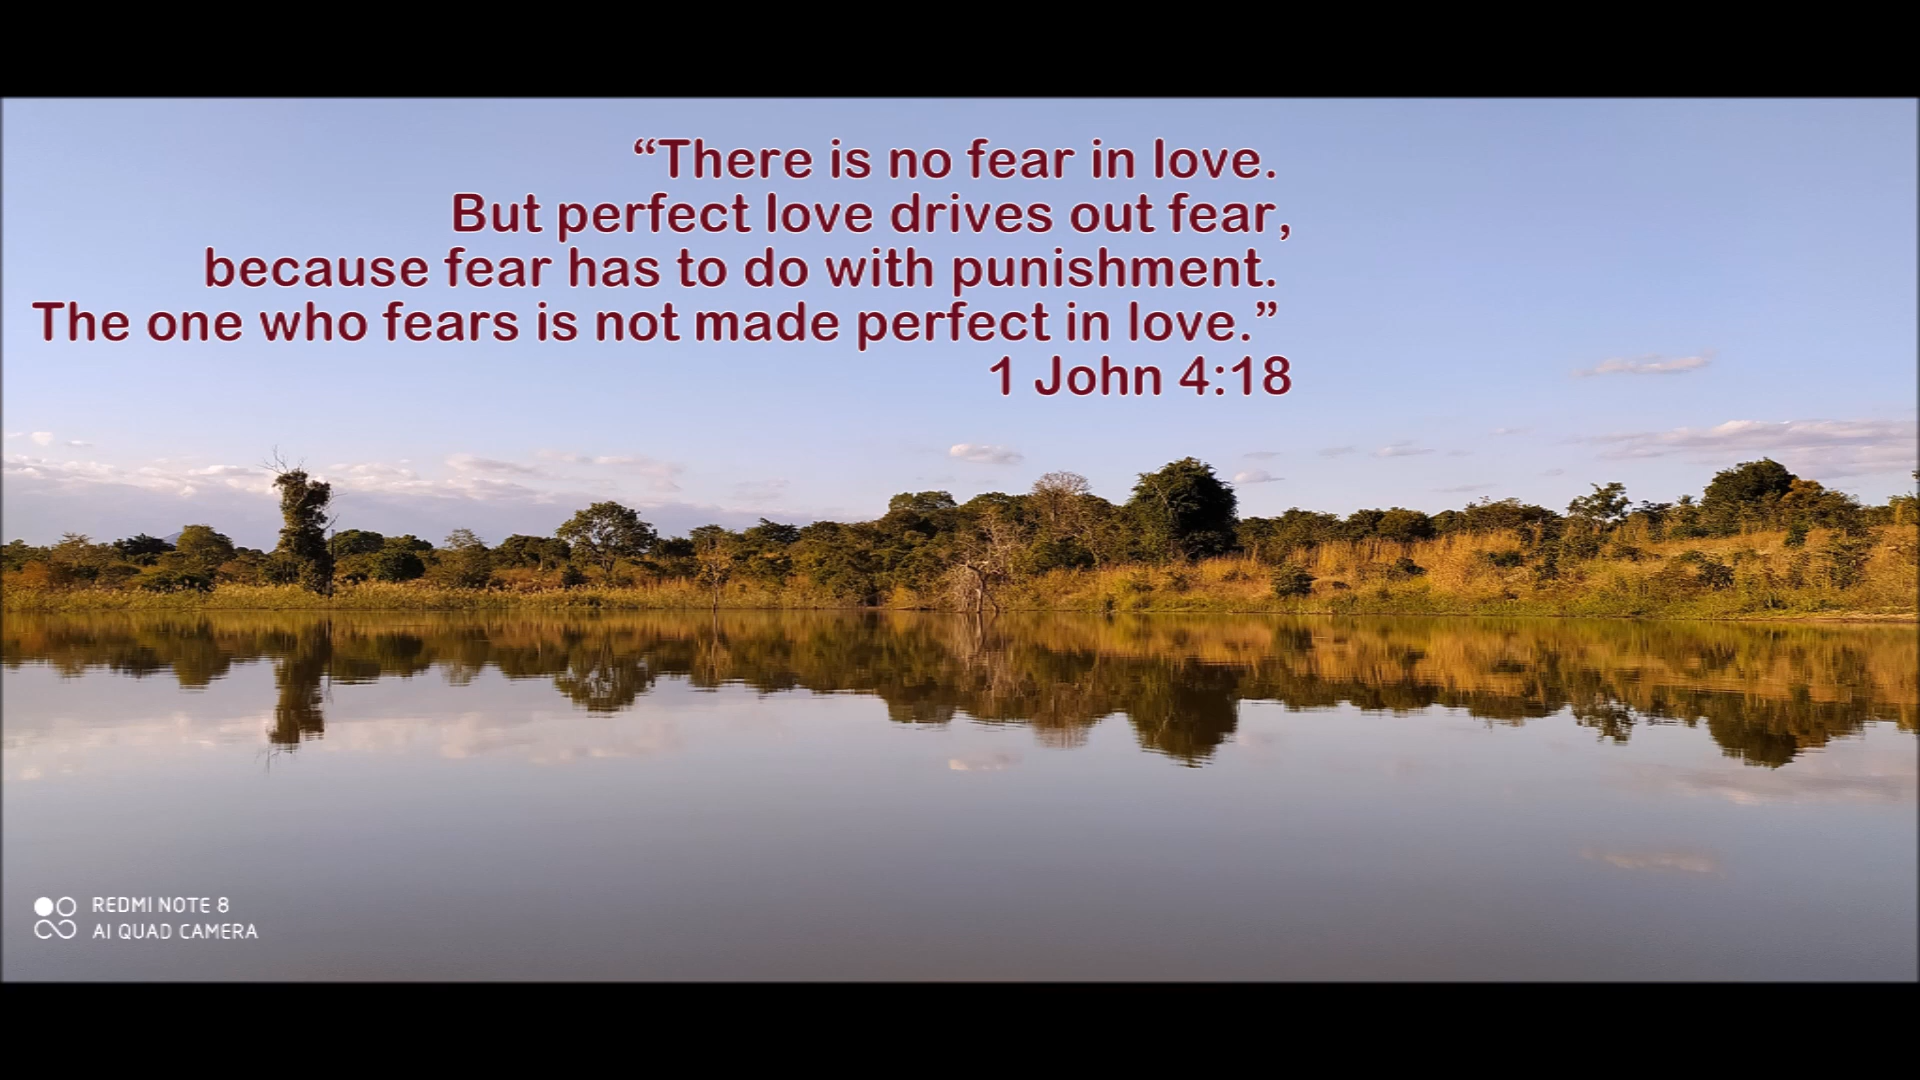 “There is no fear in love.
But perfect love drives out fear,
because fear has to do with punishment.
The one who fears is not made perfect in love.”
1 John 4:18
REDMI NOTE 8
AI QUAD CAMERA